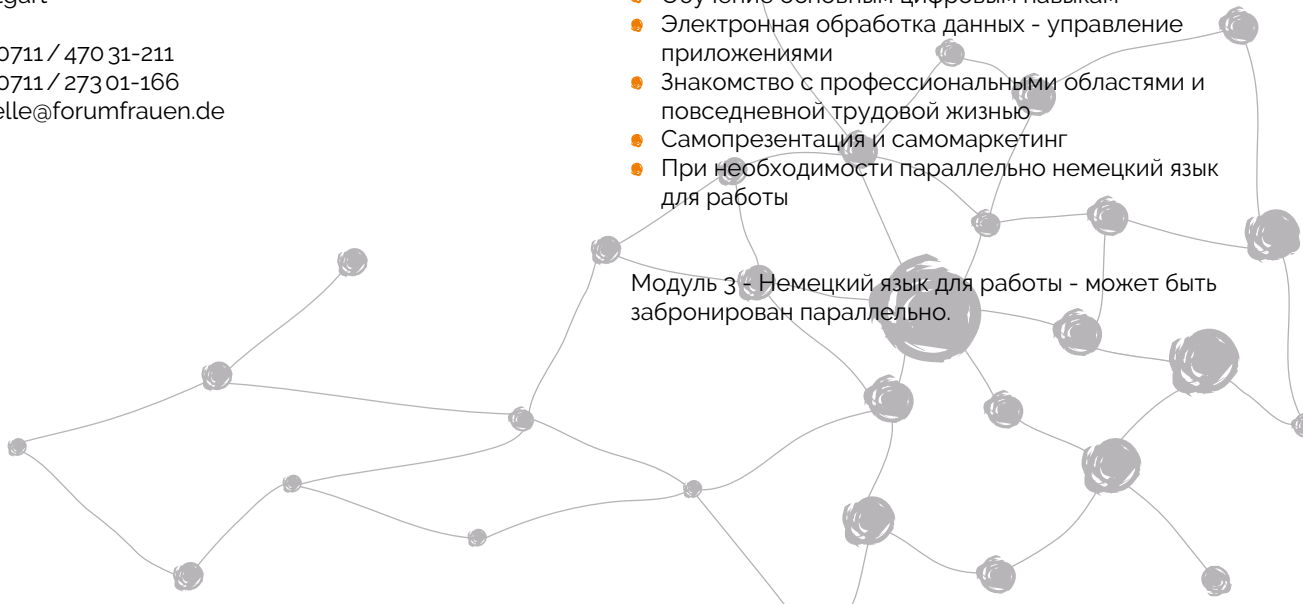 0711 / 470 31-211
0711 / 273 01-166
elle@forumfrauen.de
Электронная обработка данных - управление
приложениями
Знакомство с профессиональными областями и
повседневной трудовой жизнью
Самопрезентация и самомаркетинг
При необходимости параллельно немецкий язык
для работы
Модуль 3 - Немецкий язык для работы - может быть
забронирован параллельно.